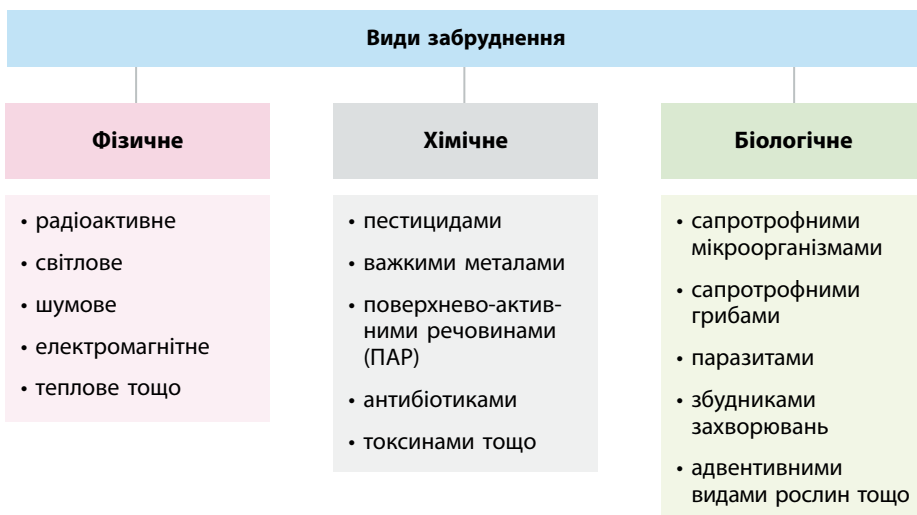 Види забруднення
Фізичне
• радіоактивне
• світлове
• шумове
• електромагнітне
• теплове тощо
Хімічне
• пестицидами
• важкими металами
• поверхнево-актив-
ними речовинами
(ПАР)
• антибіотиками
• токсинами тощо
Біологічне
• сапротрофними
мікроорганізмами
• сапротрофними
грибами
• паразитами
• збудниками
захворювань
• адвентивними
видами рослин тощо